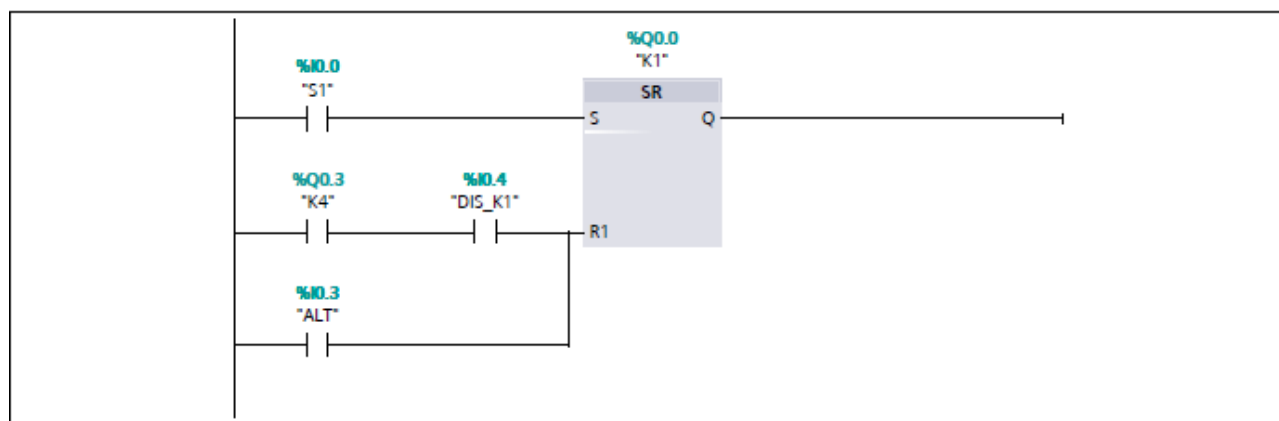 %Q0.0
"K1"
%I0.0
"S1"
SR
S
Q
%Q0.3
"K4"
%I0.4
"DIS_K1"
R1
%I0.3
"ALT"